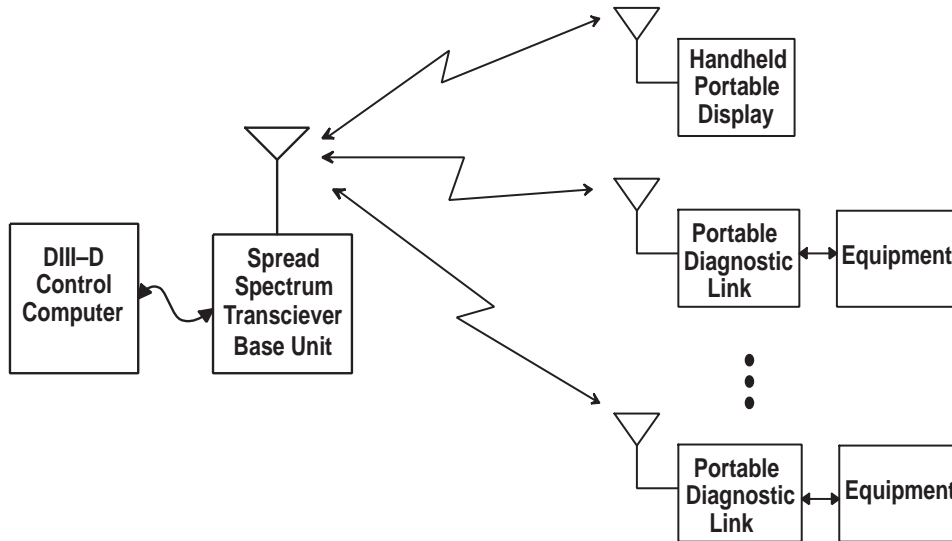 Handheld
Portable
Display
DIII–D
Control
Computer
Spread
Spectrum
Transciever
Base Unit
Portable
Diagnostic
Link
Equipment
Portable
Diagnostic
Link
Equipment